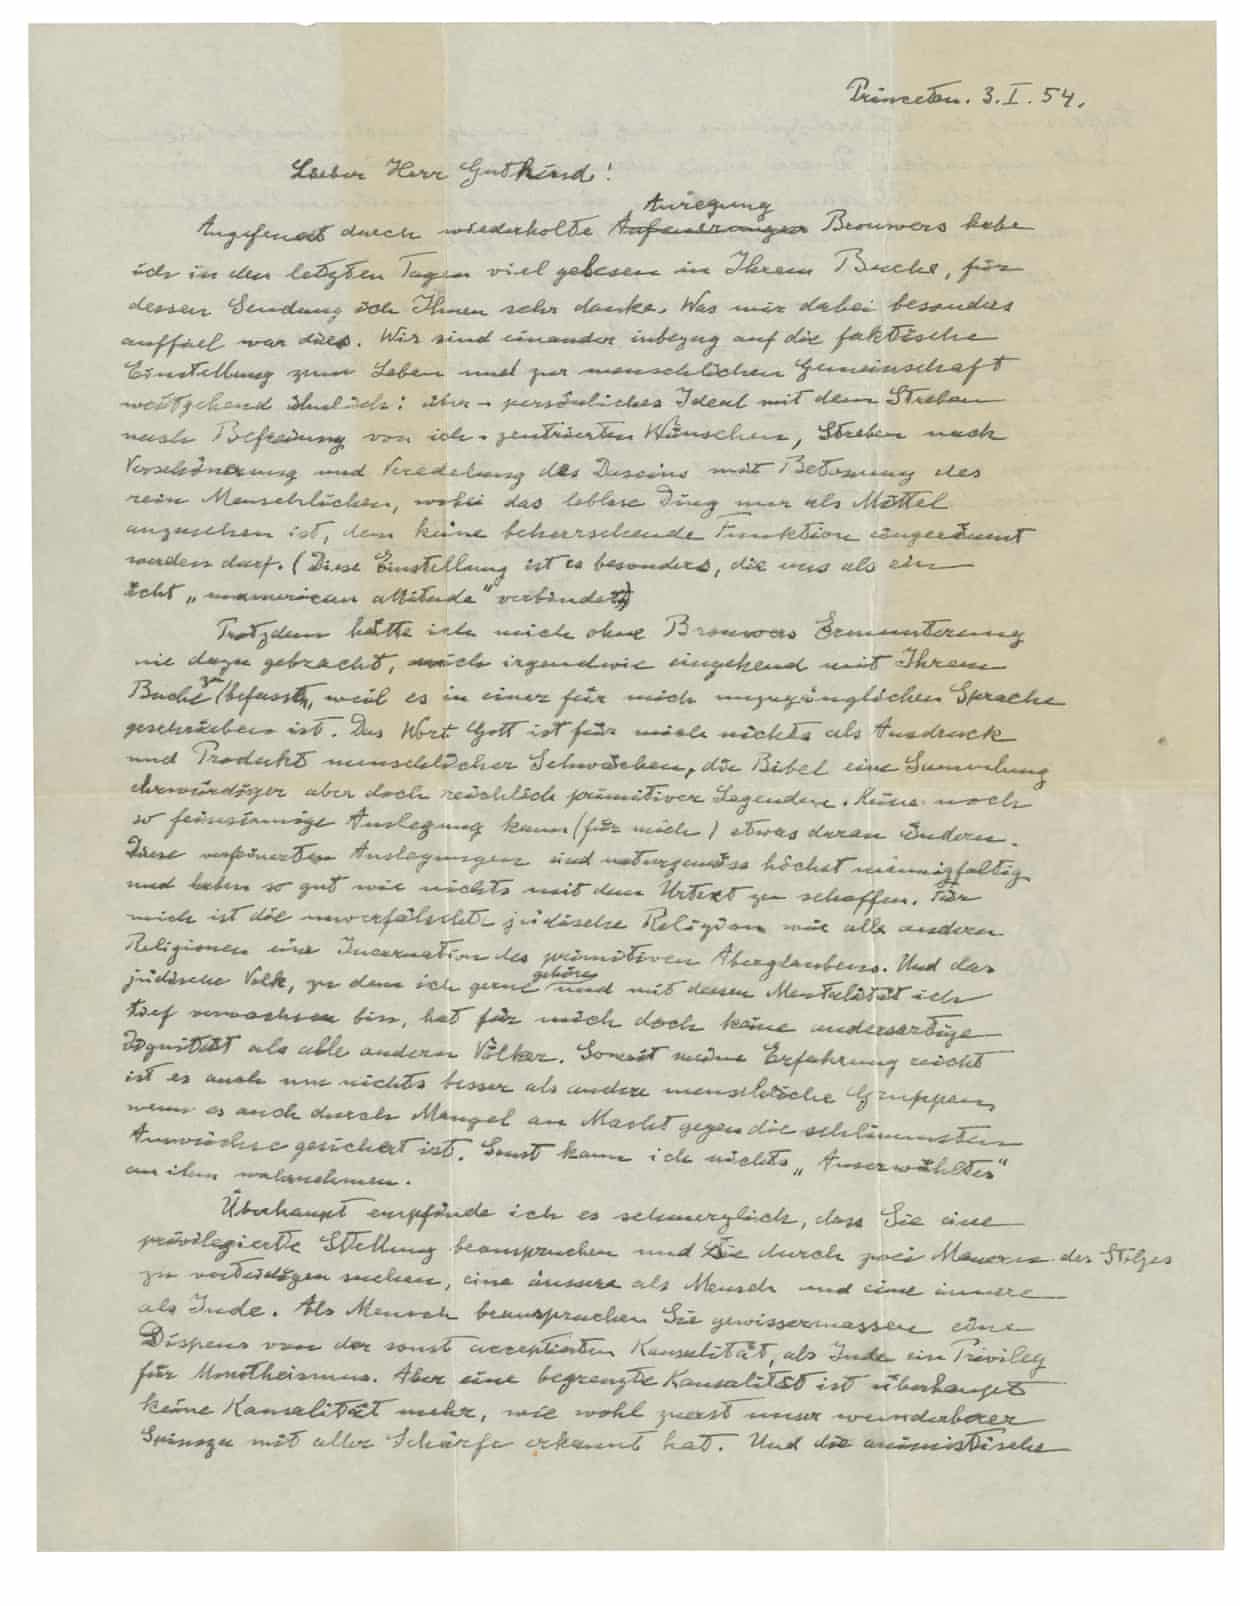 Princeton. 3. I. 54.
Lieber Herr Gutkind!
Anregung
Angefeuert durch wiederholte Anfeuerungen Brouwers habe
ich in den letzten Tagen viel gelesen in Ihrem Buche, für
dessen Sendung ich Ihnen sehr danke. Was mir dabei besonders
auffiel war dies. Wir sind einander inbezug auf die faktische
Einstellung zum Leben und zur menschlichen Gemeinschaft
weitgehend ähnlich: über-persönliches Ideal mit dem Streben
nach Befreiung von ich-zentrierten Wünschen, Streben nach
Verschönerung und Veredelung des Daseins mit Betonung des
rein Menschlichen, wobei das leblose Ding nur als Mittel
anzusehen ist, dem keine beherrschende Funktion eingeräumt
werden darf. (Diese Einstellung ist es besonders, die uns als ein
echt „unamerican attitude" verbindet)
Trotzdem hätte ich mich ohne Brouwers Ermunterung
nie dazu gebracht, mich irgendwie eingehend mit Ihrem
zu
Buche befassen, weil es in einer für mich unzugänglichen Sprache
geschrieben ist. Das Wort Gott ist für mich nichts als Ausdruck
und Produkt menschlicher Schwächen, die Bibel eine Sammlung
ehrwürdiger aber doch reichlich primitiver Legenden. Keine noch
so feinsinnige Auslegung kann (für mich) etwas daran ändern.
Diese verfeinerten Auslegungen sind naturgemäss höchst mannigfaltig
und haben so gut wie nichts mit dem Urtext zu schaffen. Für
mich ist die unverfälschte jüdische Religion wie alle anderen
Religionen eine Incarnation des primitiven Aberglaubens. Und das
gehöre
jüdische Volk, zu dem ich gerne und mit dessen Mentalität ich
tief verwachsen bin, hat für mich doch keine andersartige
Dignität als alle anderen Völker. Soweit meine Erfahrung reicht
ist es auch um nichts besser als andere menschliche Gruppen
wenn es auch durch Mangel an Macht gegen die schlimmsten
Auswüchse gesichert ist. Sonst kann ich nichts „Auserwähltes"
an ihm wahrnehmen.
Überhaupt empfinde ich es schmerzlich, dass Sie eine
privilegierte Stellung beanspruchen und Sie durch zwei Mauern des Stolzes
zu verteidigen suchen, eine äussere als Mensch und eine innere
als Jude. Als Mensch beanspruchen Sie gewissermassen eine
Dispens von der sonst acceptierten Kausalität, als Jude ein Privileg
für Monotheismus. Aber eine begrenzte Kausalität ist überhaupt
keine Kausalität mehr, wie wohl zuerst unser wunderbarer
Spinoza mit aller Schärfe erkannt hat. Und die animistische